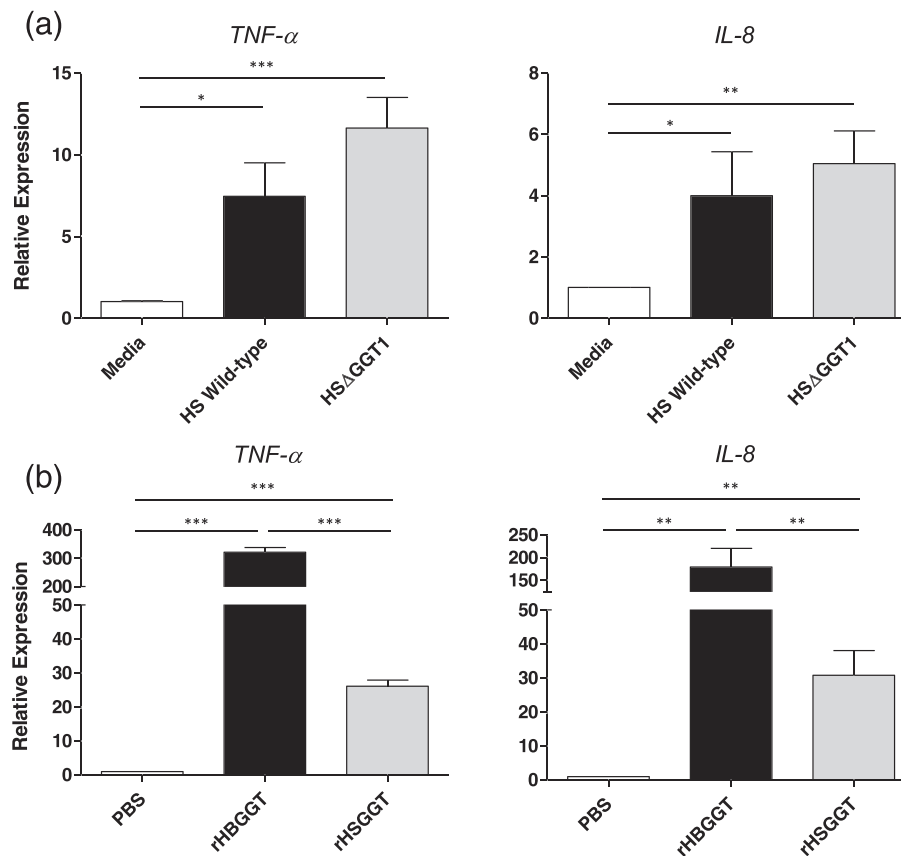 (a)
TNF-α
IL-8
***
*
**
*
15
10
5
0
8
6
4
2
0
Relative Expression
Media
HS Wild-type
HSΔGGT1
Media
HS Wild-type
HSΔGGT1
(b)
TNF-α
IL-8
***
***
***
**
**
**
400
300
200
50
40
30
20
10
0
250
200
150
50
40
30
20
10
0
Relative Expression
PBS
rHBGGT
rHSGGT
PBS
rHBGGT
rHSGGT